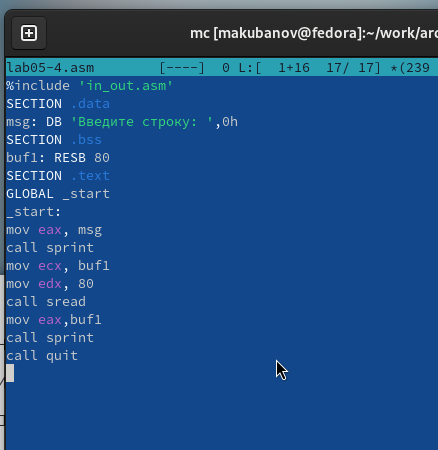 mc [makubanov@fedora]:~/work/arc
lab05-4.asm [----] 0 L:[ 1+16 17/ 17] *(239
%include 'in_out.asm'
SECTION .data
msg: DB 'Введите строку: ',0h
SECTION .bss
buf1: RESB 80
SECTION .text
GLOBAL _start
_start:
mov eax, msg
call sprint
mov ecx, buf1
mov edx, 80
call sread
mov eax,buf1
call sprint
call quit